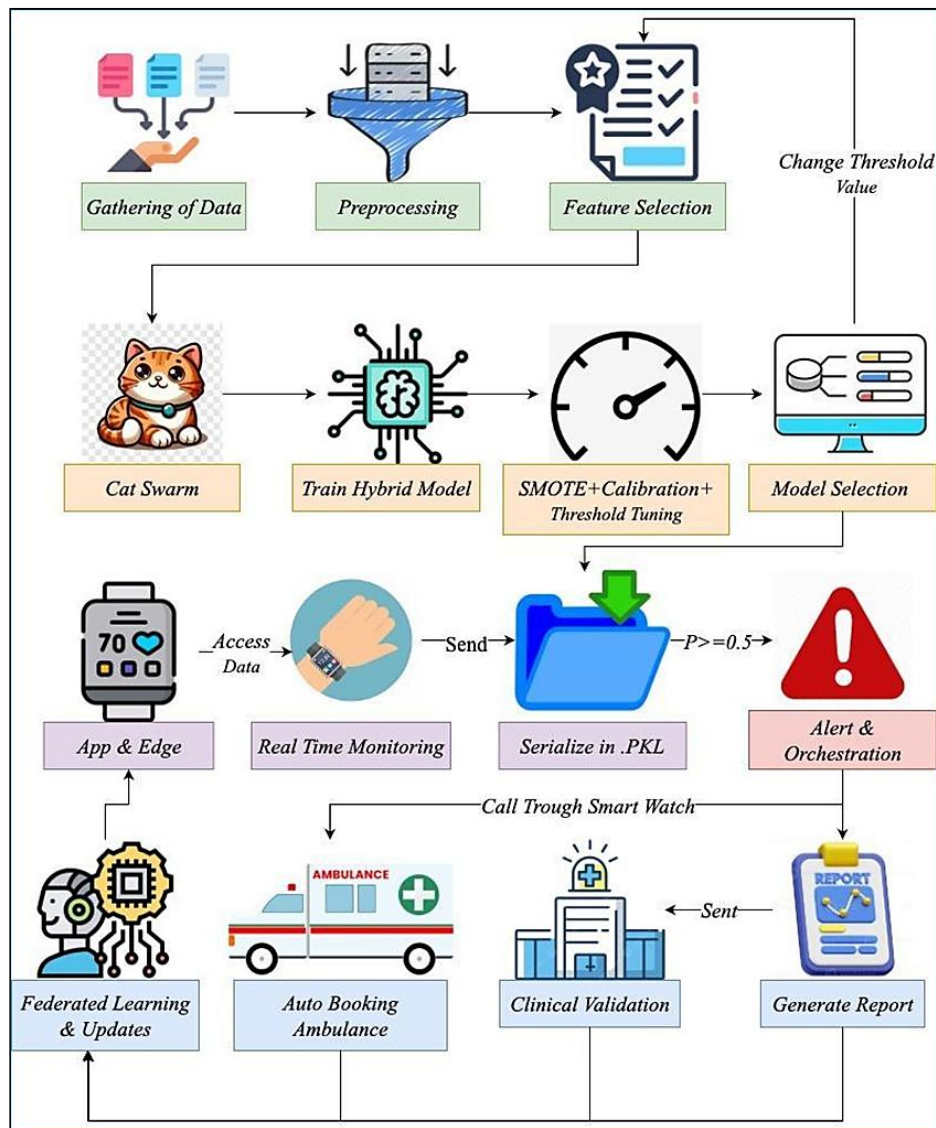 Gathering of Data
Preprocessing
Feature Selection
Change Threshold
Value
Cat Swarm
Train Hybrid Model
SMOTE+Calibration+
Threshold Tuning
Model Selection
70
Access
Data
Send
P>=0.5
App & Edge
Real Time Monitoring
Serialize in .PKL
Alert &
Orchestration
Call Trough Smart Watch
AMBULANCE
REPORT
Sent
Federated Learning
& Updates
Auto Booking
Ambulance
Clinical Validation
Generate Report